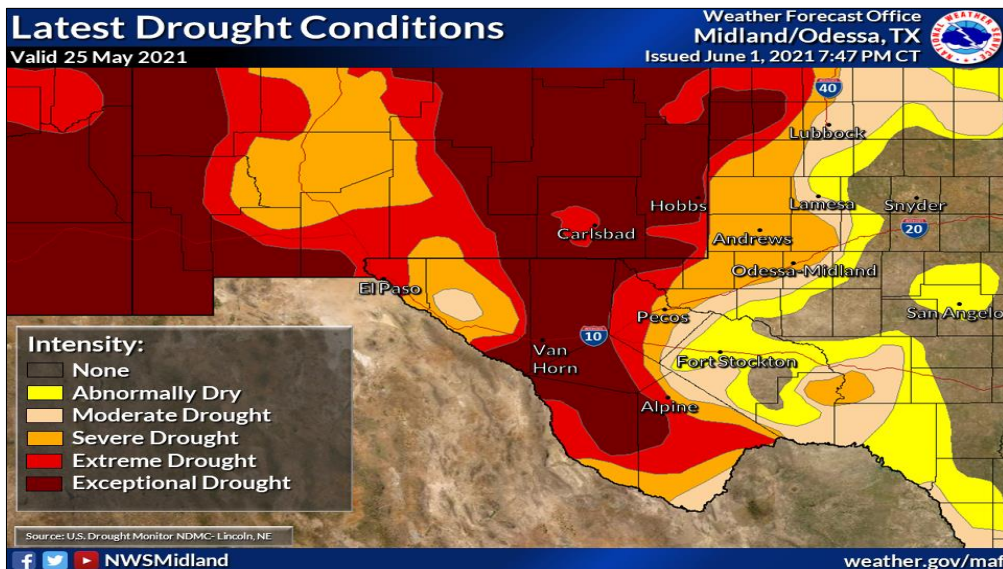 Latest Drought Conditions
Valid 25 May 2021
Weather Forecast Office
Midland/Odessa, TX
Issued June 1, 2021 7:47 PM CT
NATIONAL WEATHER SERVICE
40
Lubbock
Hobbs
Lamesa
Snyder
Carlsbad
Andrews
20
Odessa-Midland
El Paso
San Angelo
Pecos
10
Van
Horn
Fort Stockton
Alpine
Intensity:
None
Abnormally Dry
Moderate Drought
Severe Drought
Extreme Drought
Exceptional Drought
Source: U.S. Drought Monitor NDMC- Lincoln, NE
NWSMidland
weather.gov/maf